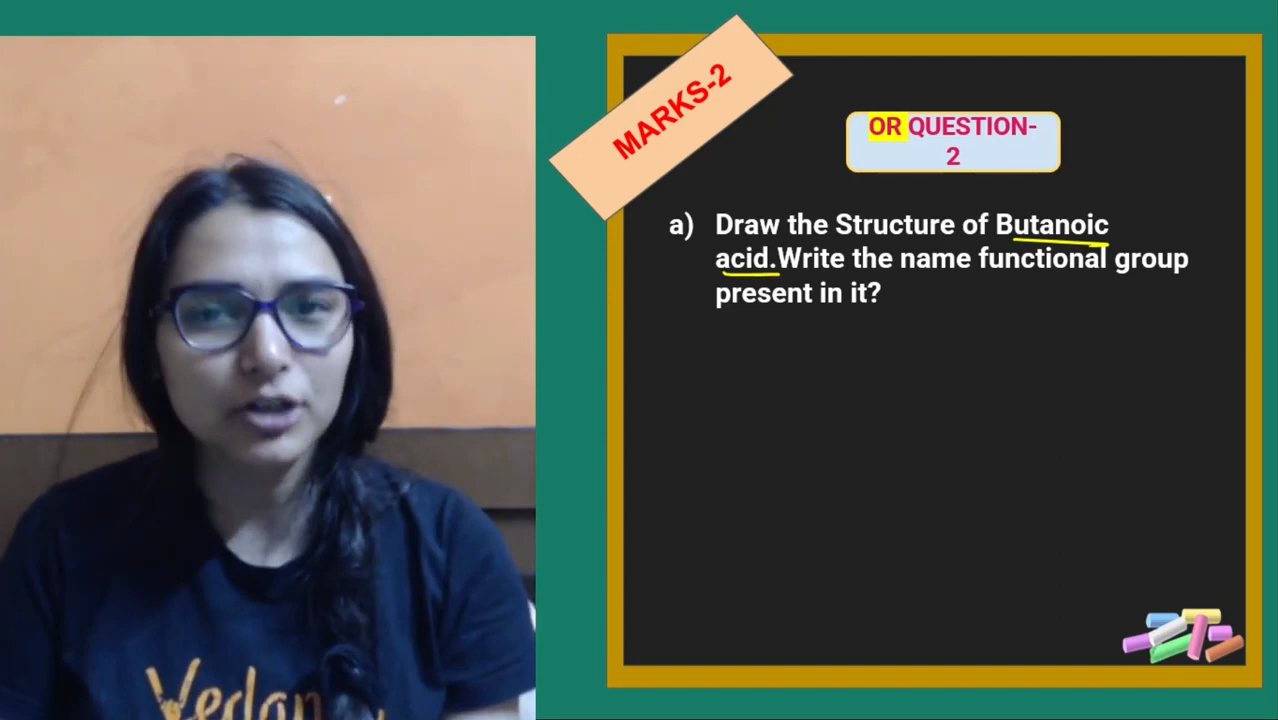 MARKS-2
OR QUESTION-
2
a) Draw the Structure of Butanoic
acid.Write the name functional group
present in it?